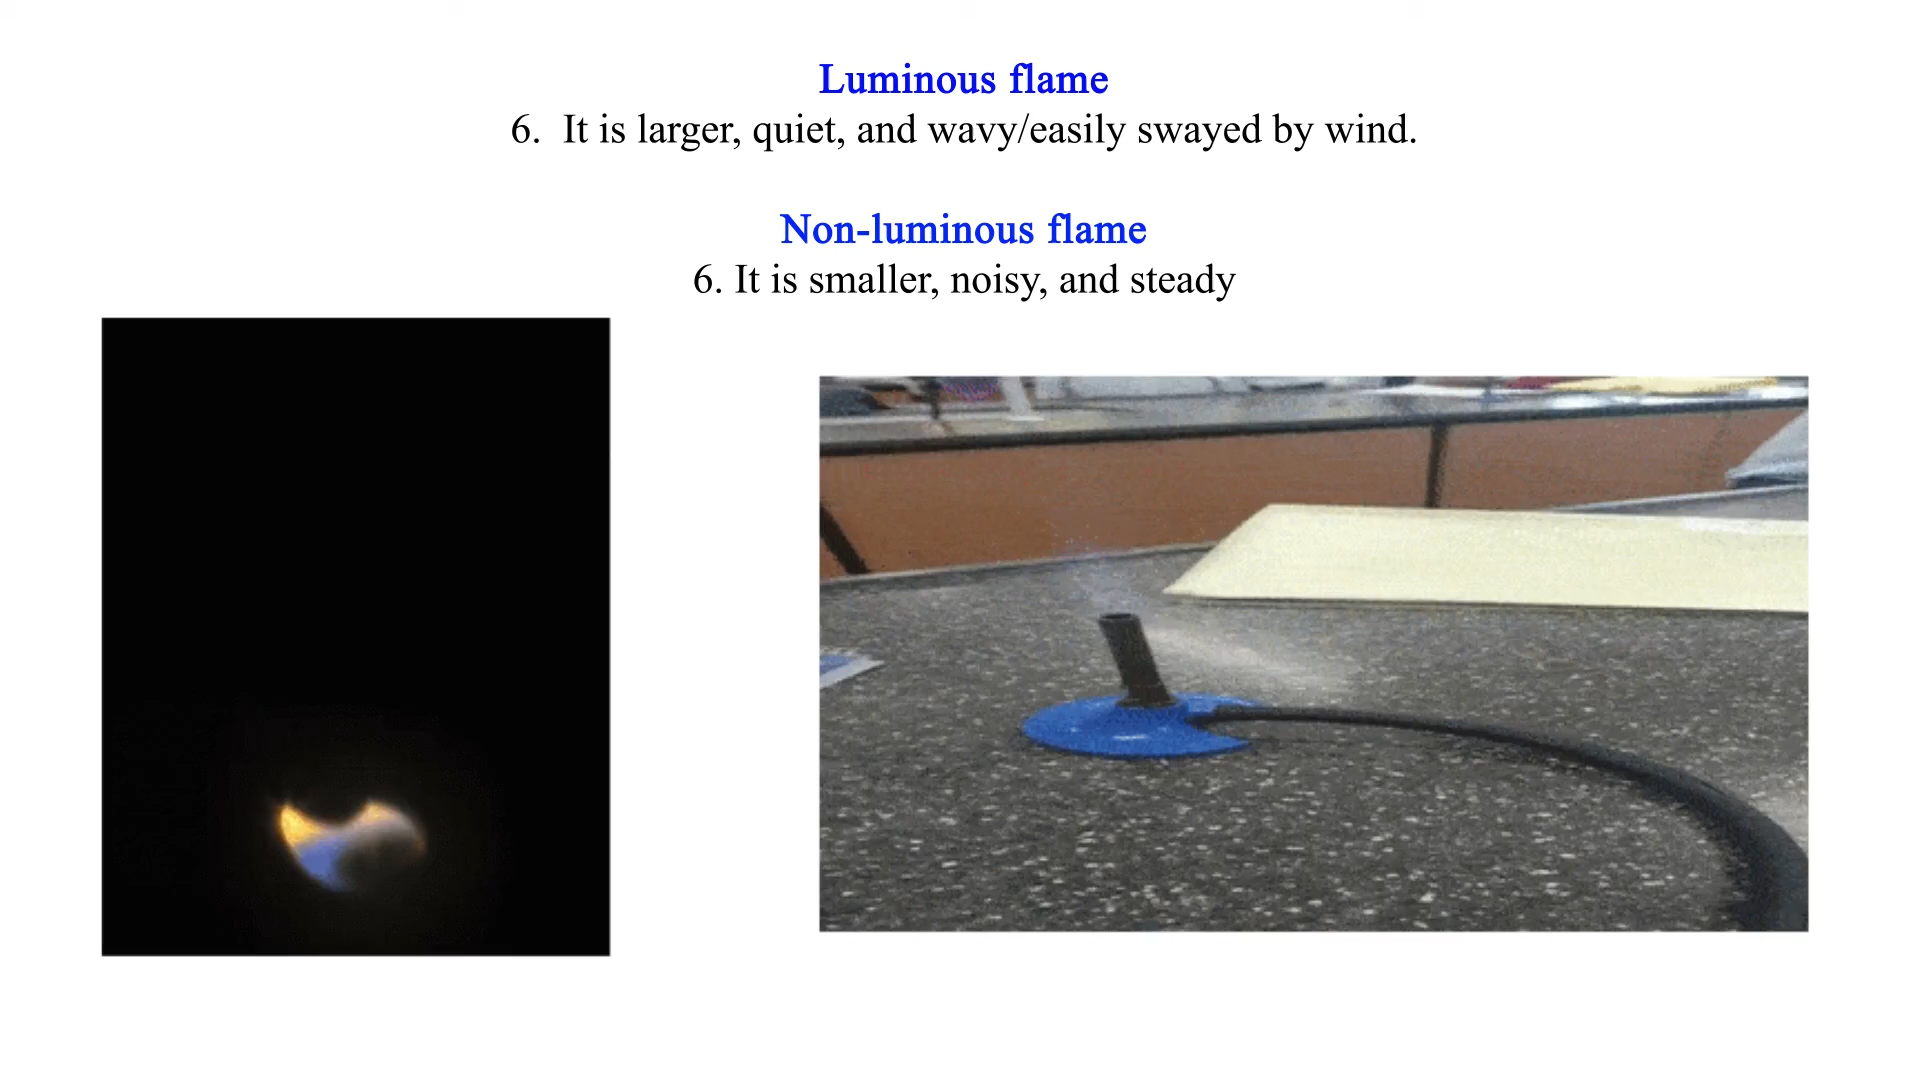 Luminous flame
6. It is larger, quiet, and wavy/easily swayed by wind.
Non-luminous flame
6. It is smaller, noisy, and steady